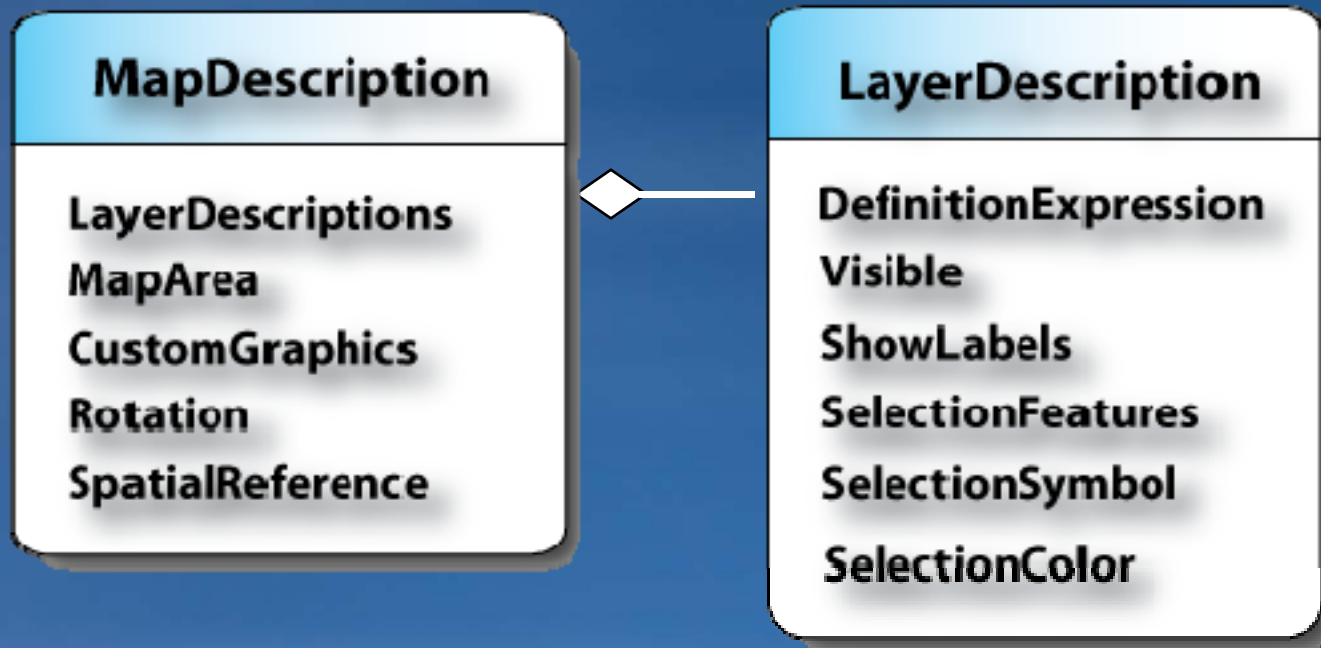 MapDescription
LayerDescriptions
MapArea
CustomGraphics
Rotation
SpatialReference
LayerDescription
DefinitionExpression
Visible
ShowLabels
SelectionFeatures
SelectionSymbol
SelectionColor